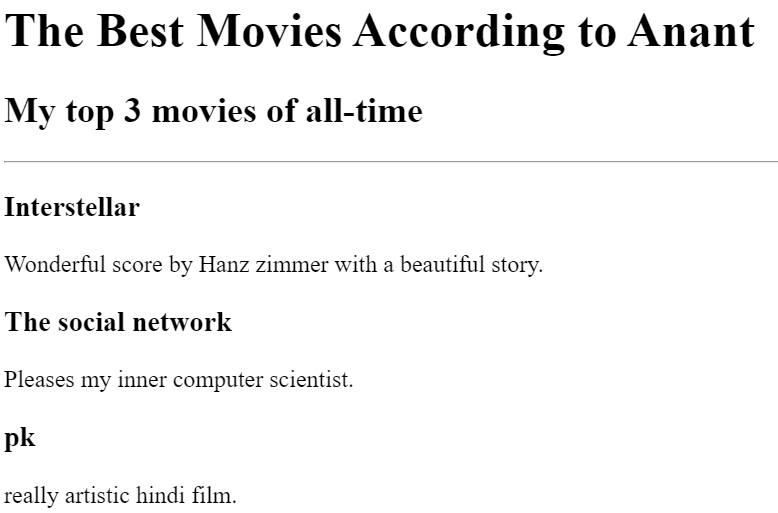 The Best Movies According to Anant
My top 3 movies of all-time
Interstellar
Wonderful score by Hanz zimmer with a beautiful story.
The social network
Pleases my inner computer scientist.
pk
really artistic hindi film.